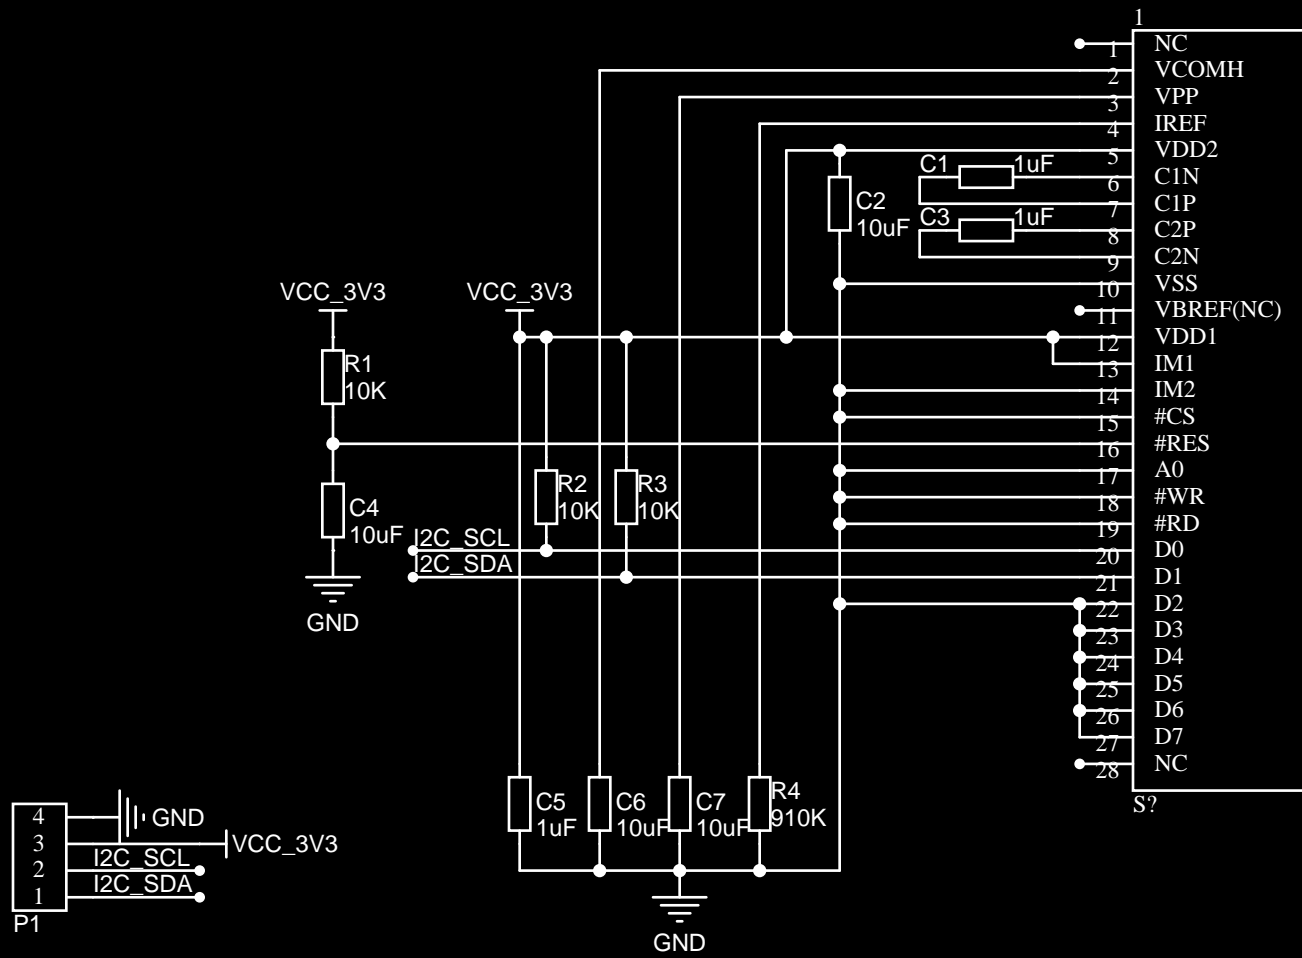 1
1 NC
2 VCOMH
3 VPP
4 IREF
5 VDD2
C1 1uF
6 C1N
C2
10uF
7 C1P
C3 1uF
8 C2P
9 C2N
10 VSS
VCC_3V3
VCC_3V3
11 VBREF(NC)
12 VDD1
13 IM1
R1
10K
14 IM2
15 #CS
16 #RES
17 A0
R2
10K
R3
10K
18 #WR
C4
10uF
19 #RD
I2C_SCL
20 D0
I2C_SDA
21 D1
GND
22 D2
23 D3
24 D4
25 D5
26 D6
27 D7
28 NC
S?
C5
1uF
C6
10uF
C7
10uF
R4
910K
4 GND
3 VCC_3V3
2 I2C_SCL
1 I2C_SDA
P1
GND